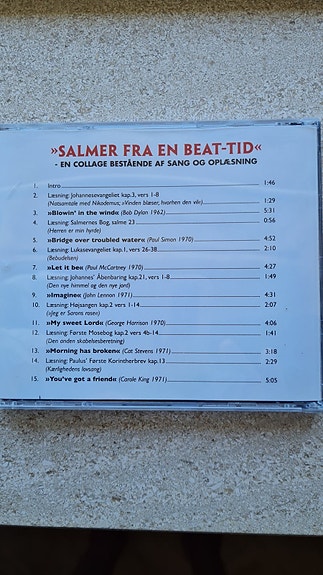 »SALMER FRA EN BEAT-TID«
- EN COLLAGE BESTÅENDE AF SANG OG OPLÆSNING
1. Intro 1:46
2. Læsning: Johannesevangeliet kap.3, vers 1-8
(Natsamtale med Nikodemus; »Vinden blæser, hvorhen den vil«) 1:29
3. »Blowin' in the wind« (Bob Dylan 1962) 5:31
4. Læsning: Salmernes Bog, salme 23 0:56
(Herren er min hyrde)
5. »Bridge over troubled water« (Paul Simon 1970) 4:52
6. Læsning: Lukasevangeliet kap.1, vers 26-38 2:10
(Bebudelsen)
7. »Let it be« (Paul McCartney 1970) 4:27
8. Læsning: Johannes' Åbenbaring kap.21, vers 1-8 1:49
(Den nye himmel og den nye jord)
9. »Imagine« (John Lennon 1971) 4:31
10. Læsning: Højsangen kap.2 vers 1-14 2:07
(»Jeg er Sarons rose«)
11. »My sweet Lord« (George Harrison 1970) 4:06
12. Læsning: Første Mosebog kap.2 vers 4b-14 1:41
(Den anden skabelsesberetning)
13. »Morning has broken« (Cat Stevens 1971) 3:18
14. Læsning: Paulus' Første Korintherbrev kap.13 2:29
(Kærlighedens lovsang)
15. »You've got a friend« (Carole King 1971) 5:05